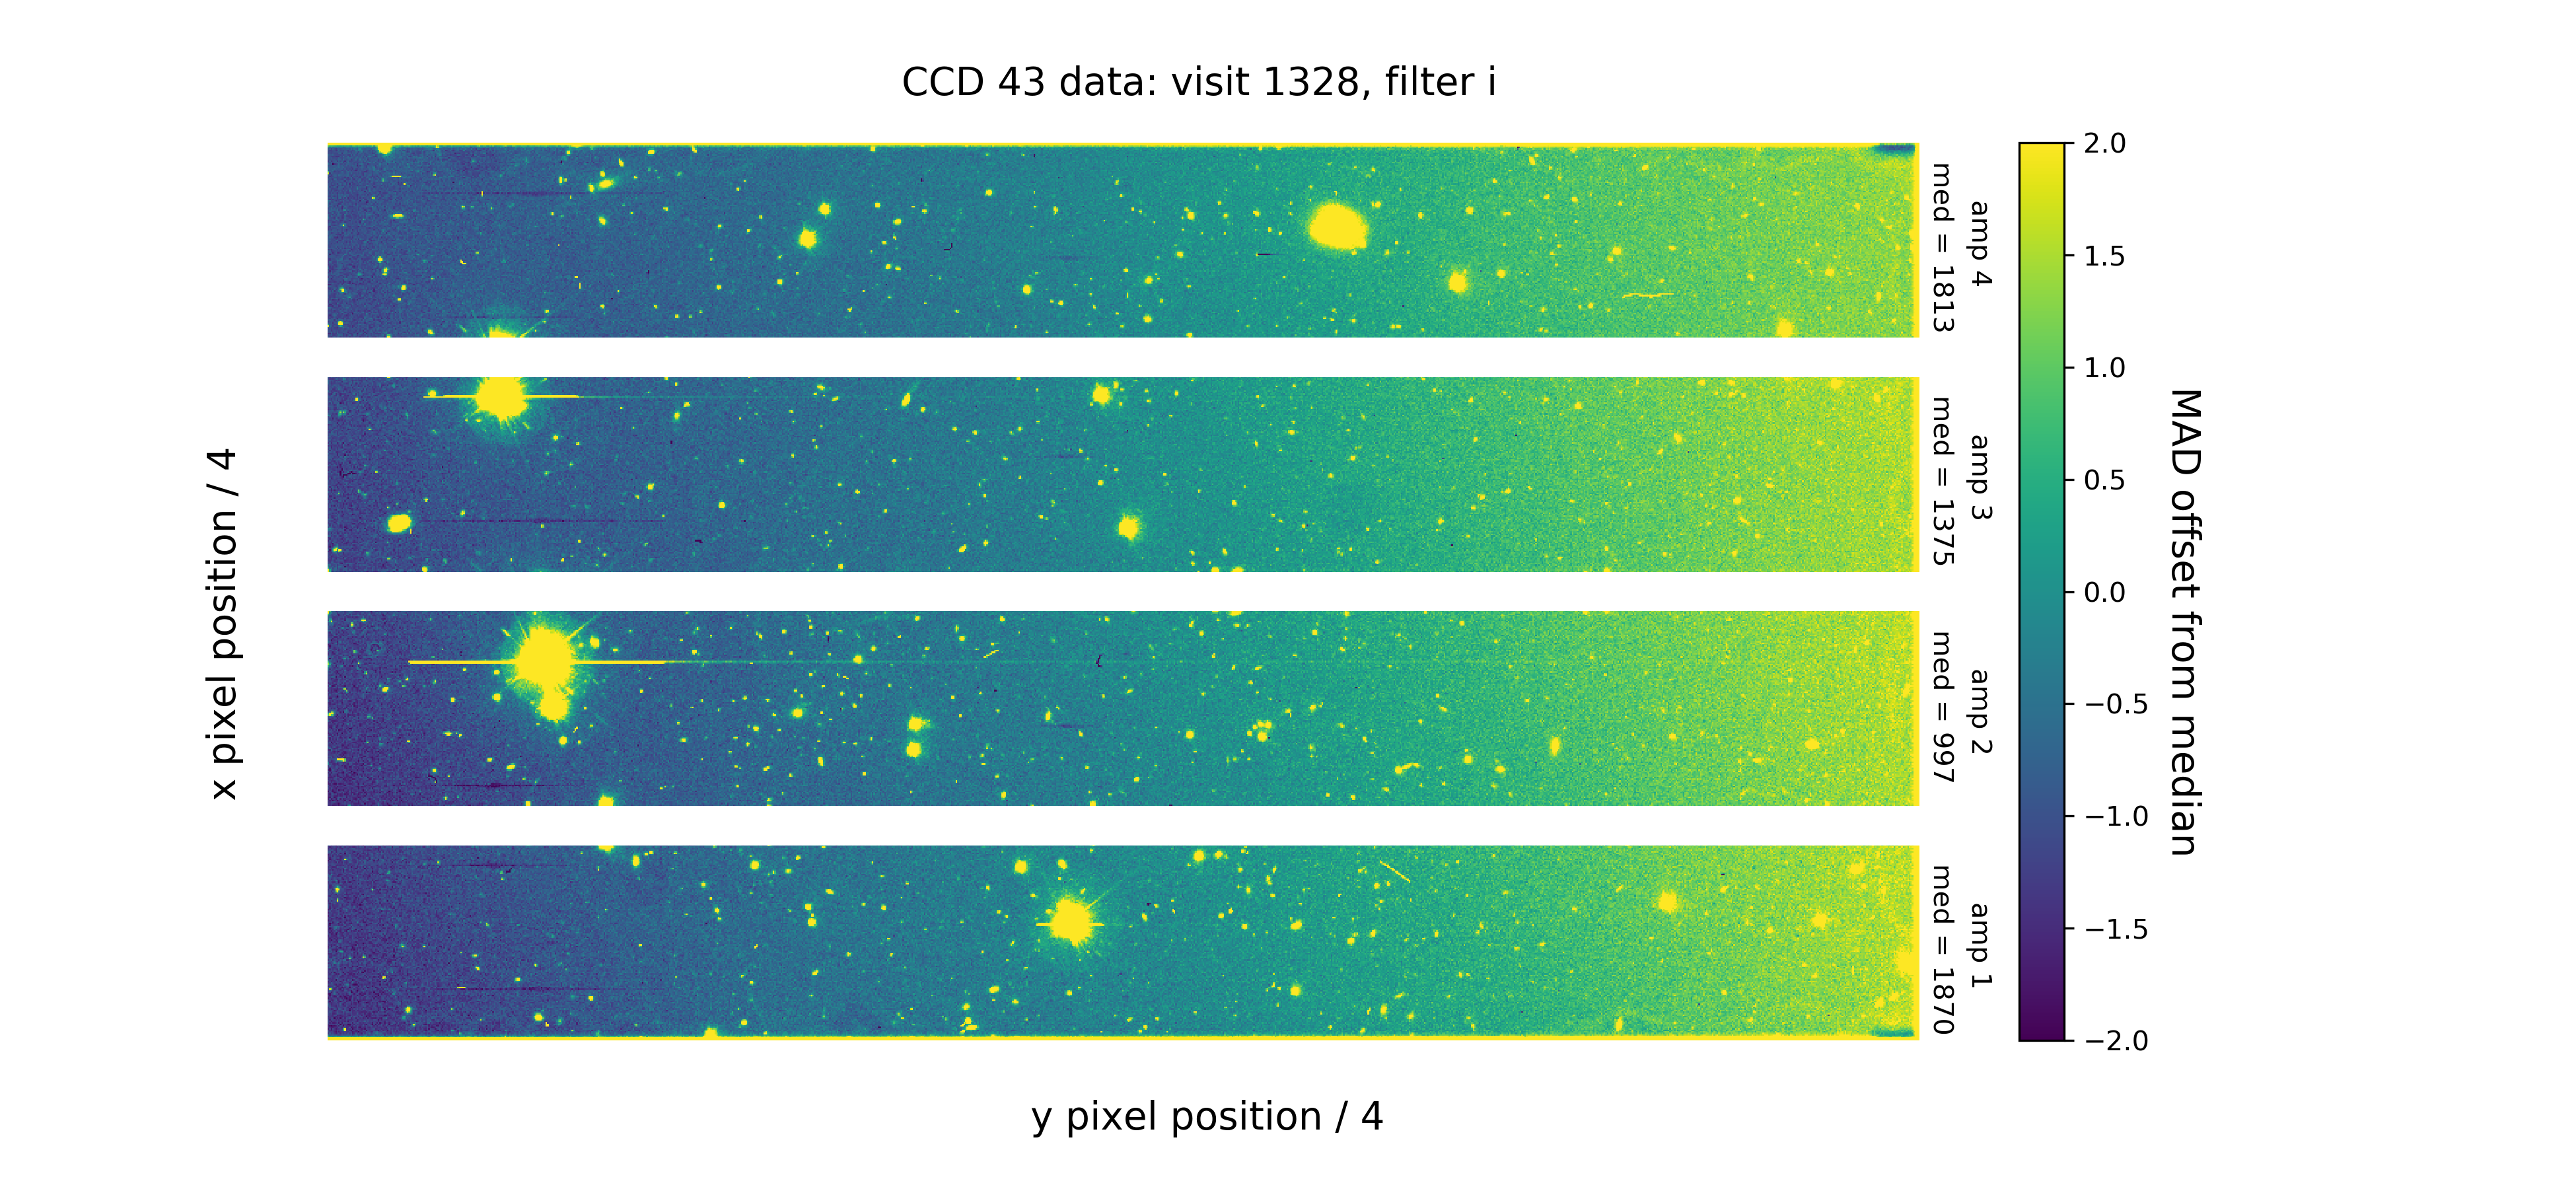 CCD 43 data: visit 1328, filter i
x pixel position / 4
y pixel position / 4
amp 4
med = 1813
amp 3
med = 1375
amp 2
med = 997
amp 1
med = 1870
2.0
1.5
1.0
0.5
0.0
−0.5
−1.0
−1.5
−2.0
MAD offset from median